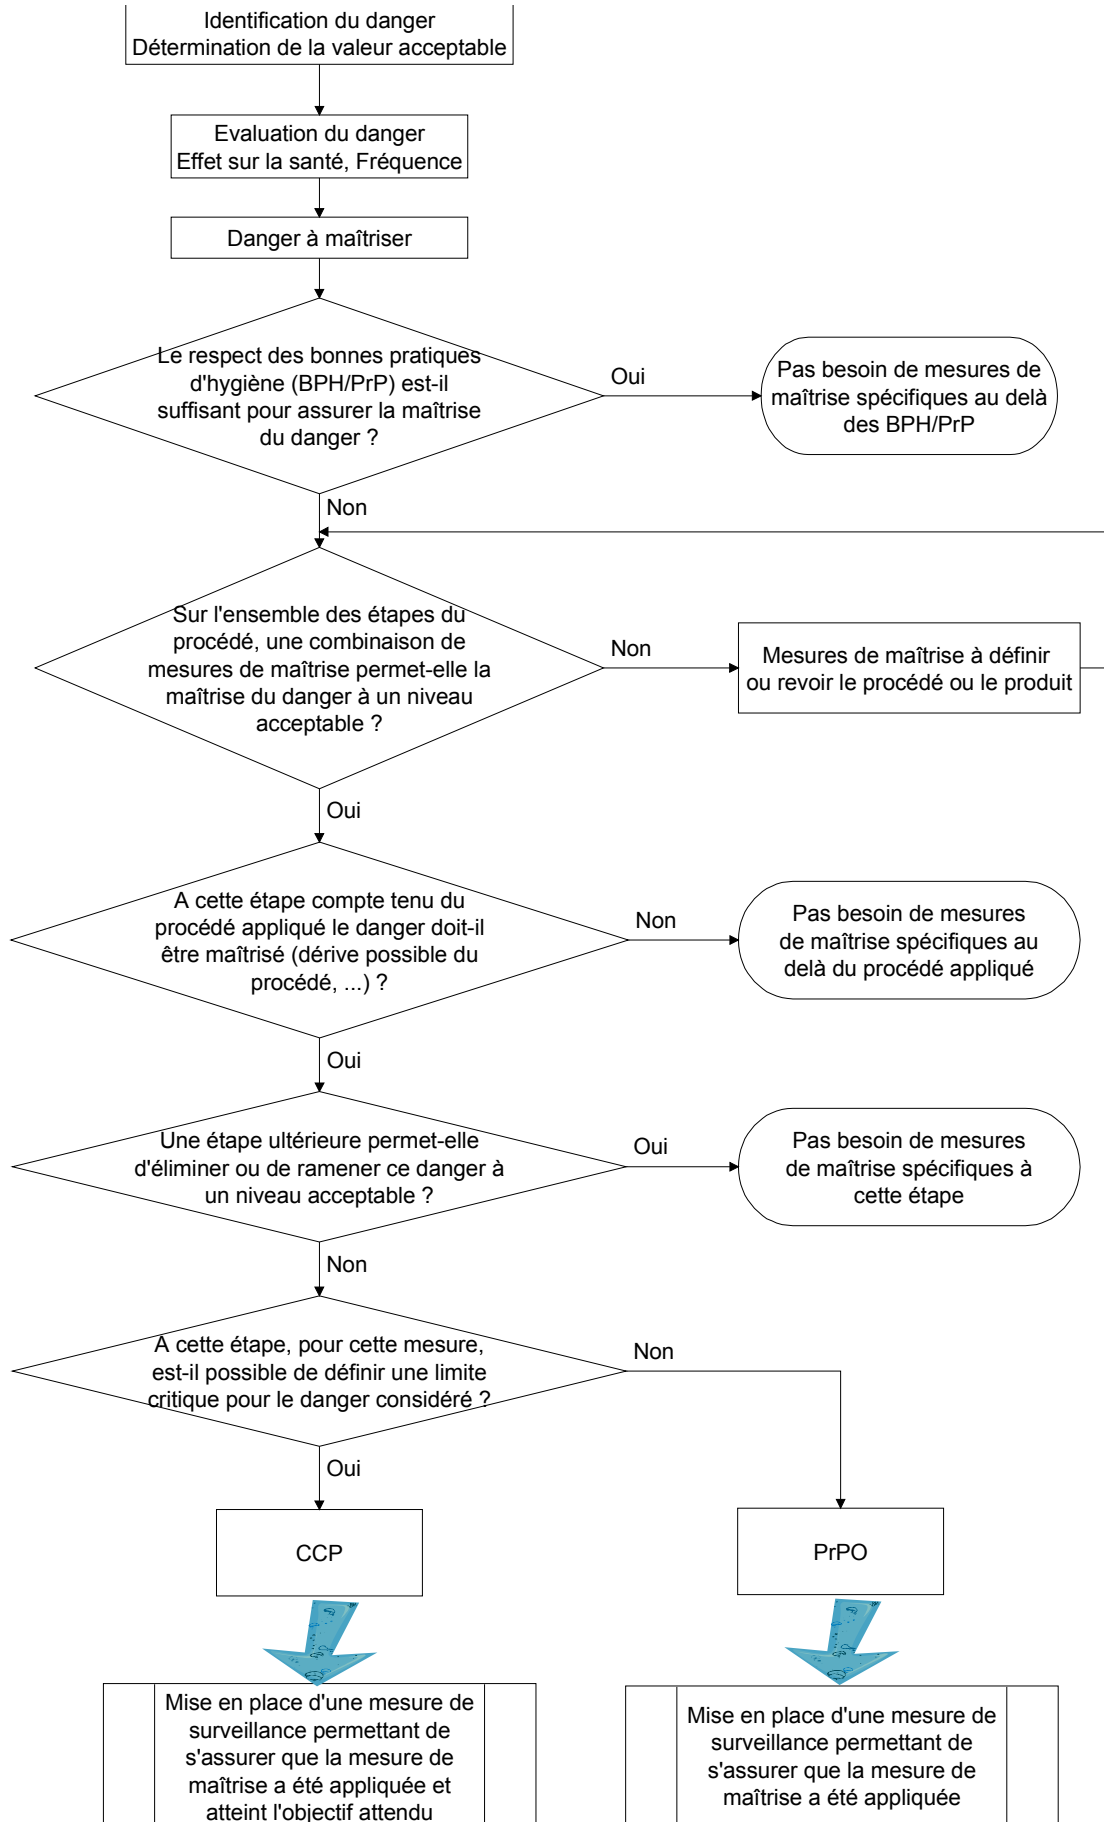 Identification du danger
Détermination de la valeur acceptable
Evaluation du danger
Effet sur la santé, Fréquence
Danger à maîtriser
Le respect des bonnes pratiques
d'hygiène (BPH/PrP) est-il
suffisant pour assurer la maîtrise
du danger ?
Oui
Pas besoin de mesures de
maîtrise spécifiques au delà
des BPH/PrP
Non
Sur l'ensemble des étapes du
procédé, une combinaison de
mesures de maîtrise permet-elle la
maîtrise du danger à un niveau
acceptable ?
Non
Mesures de maîtrise à définir
ou revoir le procédé ou le produit
Oui
A cette étape compte tenu du
procédé appliqué le danger doit-il
être maîtrisé (dérive possible du
procédé, ...) ?
Non
Pas besoin de mesures
de maîtrise spécifiques au
delà du procédé appliqué
Oui
Une étape ultérieure permet-elle
d'éliminer ou de ramener ce danger à
un niveau acceptable ?
Oui
Pas besoin de mesures
de maîtrise spécifiques à
cette étape
Non
A cette étape, pour cette mesure,
est-il possible de définir une limite
critique pour le danger considéré ?
Non
Oui
CCP
PrPO
Mise en place d'une mesure de
surveillance permettant de
s'assurer que la mesure de
maîtrise a été appliquée et
atteint l'objectif attendu
Mise en place d'une mesure de
surveillance permettant de
s'assurer que la mesure de
maîtrise a été appliquée